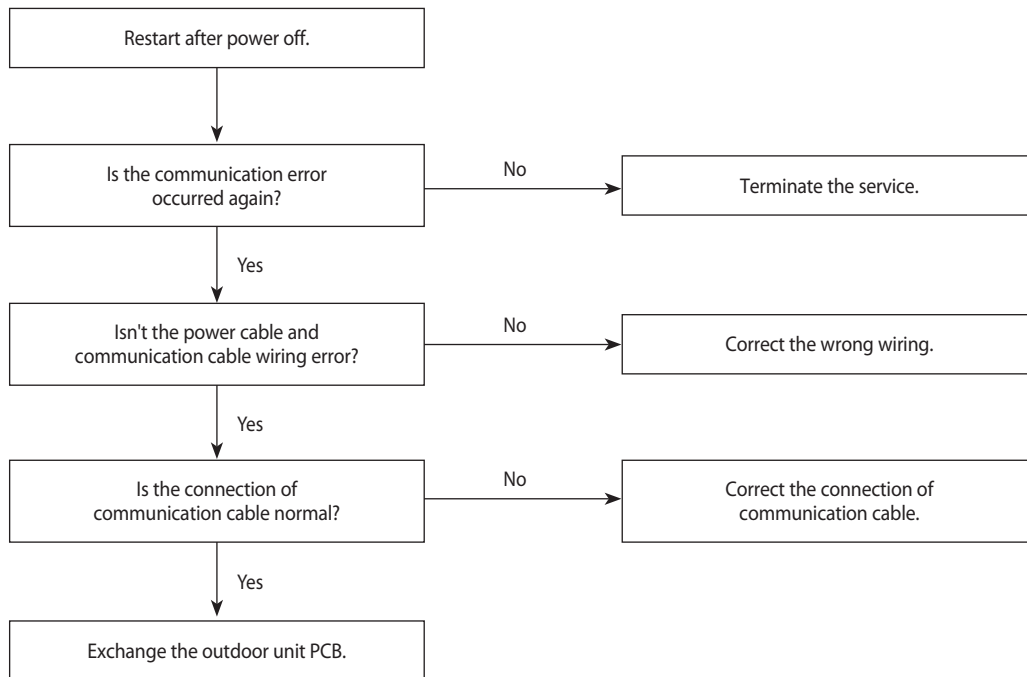 Restart after power off.
Is the communication error
occurred again?
No
Terminate the service.
Yes
Isn't the power cable and
communication cable wiring error?
No
Correct the wrong wiring.
Yes
Is the connection of
communication cable normal?
No
Correct the connection of
communication cable.
Yes
Exchange the outdoor unit PCB.